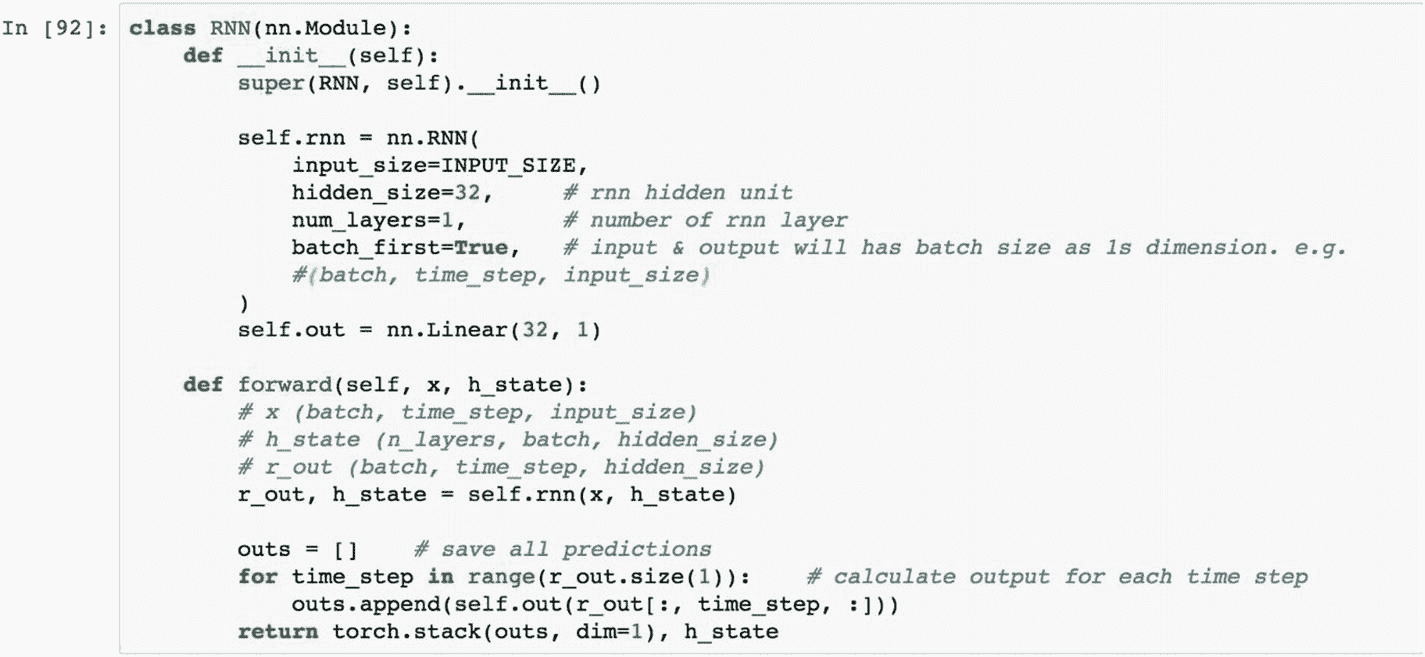 In [92]: class RNN(nn.Module):
    def __init__(self):
        super(RNN, self).__init__()

        self.rnn = nn.RNN(
            input_size=INPUT_SIZE,
            hidden_size=32,     # rnn hidden unit
            num_layers=1,       # number of rnn layer
            batch_first=True,   # input & output will has batch size as 1s dimension. e.g.
            #(batch, time_step, input_size)
        )
        self.out = nn.Linear(32, 1)

    def forward(self, x, h_state):
        # x (batch, time_step, input_size)
        # h_state (n_layers, batch, hidden_size)
        # r_out (batch, time_step, hidden_size)
        r_out, h_state = self.rnn(x, h_state)

        outs = []    # save all predictions
        for time_step in range(r_out.size(1)):    # calculate output for each time step
            outs.append(self.out(r_out[:, time_step, :]))
        return torch.stack(outs, dim=1), h_state